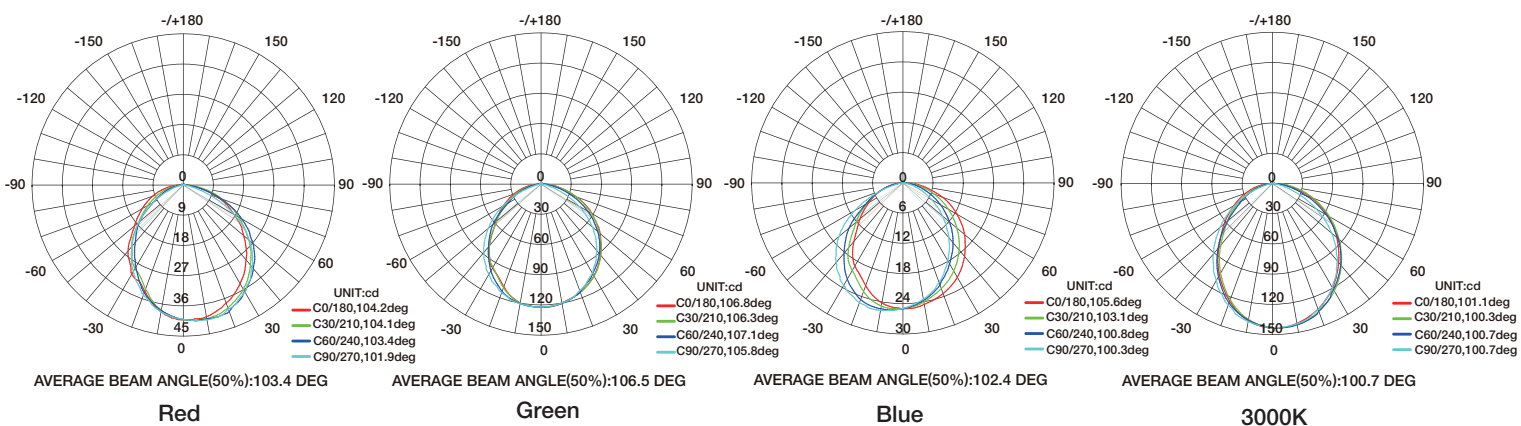 -/+180
-150
150
-120
120
-90
90
-60
60
-30
30
0
0
9
18
27
36
45
UNIT:cd
C0/180,104.2deg
C30/210,104.1deg
C60/240,103.4deg
C90/270,101.9deg
AVERAGE BEAM ANGLE(50%):103.4 DEG
Red
-/+180
-150
150
-120
120
-90
90
-60
60
-30
30
0
0
30
60
90
120
150
UNIT:cd
C0/180,106.8deg
C30/210,106.3deg
C60/240,107.1deg
C90/270,105.8deg
AVERAGE BEAM ANGLE(50%):106.5 DEG
Green
-/+180
-150
150
-120
120
-90
90
-60
60
-30
30
0
0
6
12
18
24
30
UNIT:cd
C0/180,105.6deg
C30/210,103.1deg
C60/240,100.8deg
C90/270,100.3deg
AVERAGE BEAM ANGLE(50%):102.4 DEG
Blue
-/+180
-150
150
-120
120
-90
90
-60
60
-30
30
0
0
30
60
90
120
150
UNIT:cd
C0/180,101.1deg
C30/210,100.3deg
C60/240,100.7deg
C90/270,100.7deg
AVERAGE BEAM ANGLE(50%):100.7 DEG
3000K